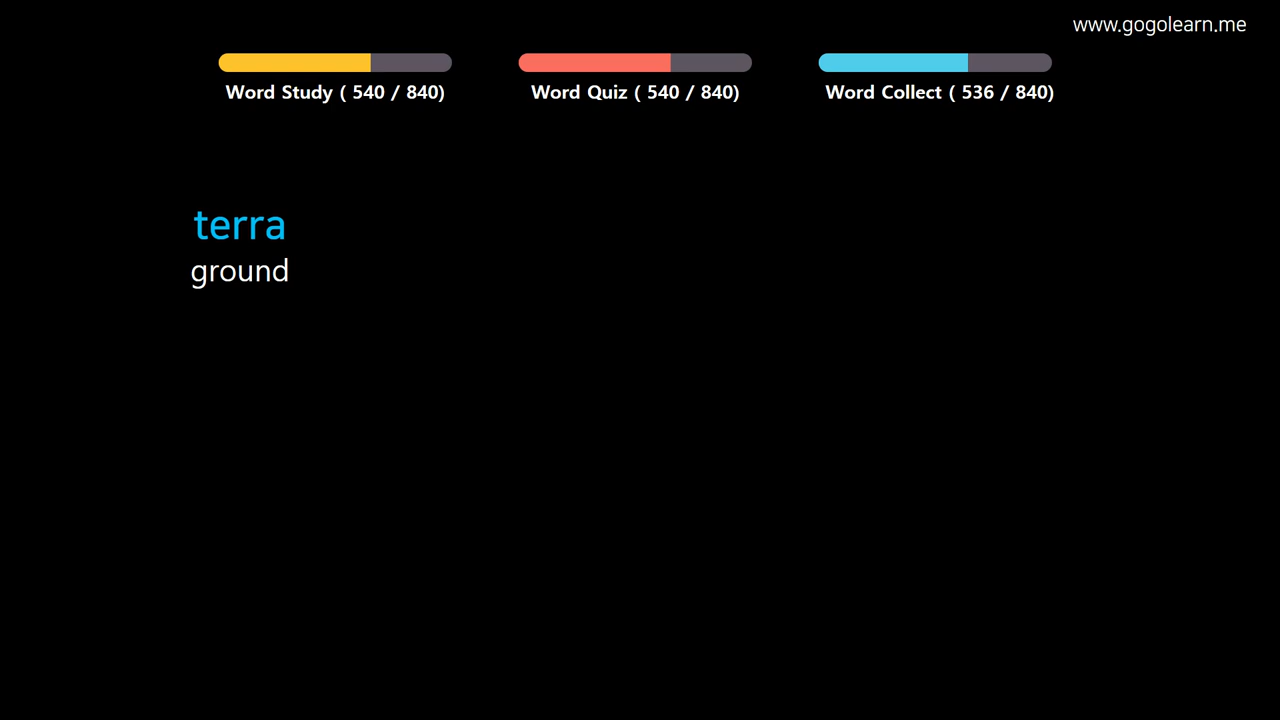 www.gogolearn.me
Word Study ( 540 / 840)
Word Quiz ( 540 / 840)
Word Collect ( 536 / 840)
terra
ground